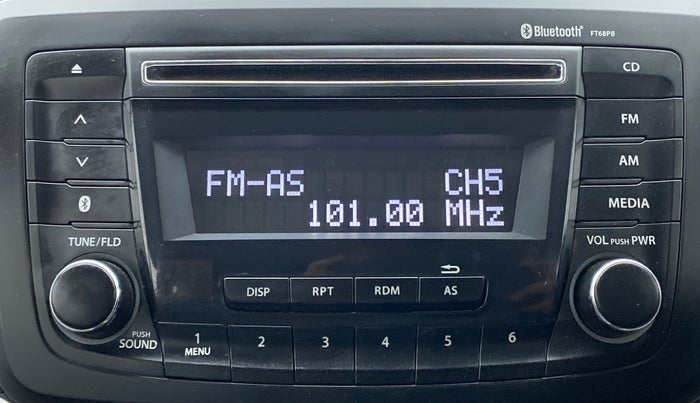 Bluetooth® FT68PB
CD
FM
AM
MEDIA
FM-AS CH5
101.00 MHz
TUNE/FLD
VOL PUSH PWR
DISP RPT RDM AS
PUSH
SOUND
1 2 3 4 5 6
MENU